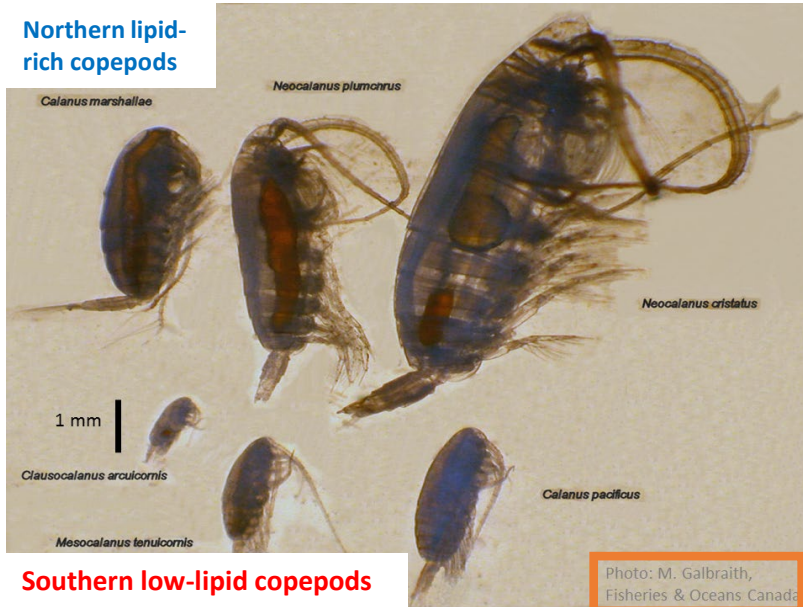 Northern lipid-
rich copepods
Calanus marshallae
Neocalanus plumchrus
Neocalanus cristatus
1 mm
Clausocalanus arcuicornis
Calanus pacificus
Mesocalanus tenuicornis
Southern low-lipid copepods
Photo: M. Galbraith,
Fisheries & Oceans Canada